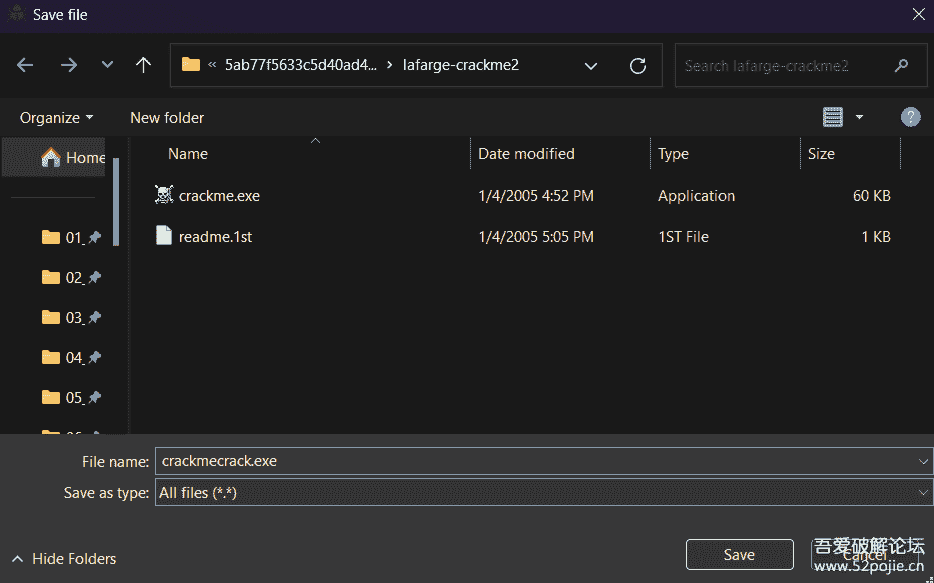 Save file
« 5ab77f5633c5d40ad4... › lafarge-crackme2
Search lafarge-crackme2
Organize New folder
Home
Name Date modified Type Size
crackme.exe 1/4/2005 4:52 PM Application 60 KB
readme.1st 1/4/2005 5:05 PM 1ST File 1 KB
01_
02_
03_
04_
05_
File name: crackmecrack.exe
Save as type: All files (*.*)
Hide Folders
Save
Cancel
吾爱破解论坛
www.52pojie.cn